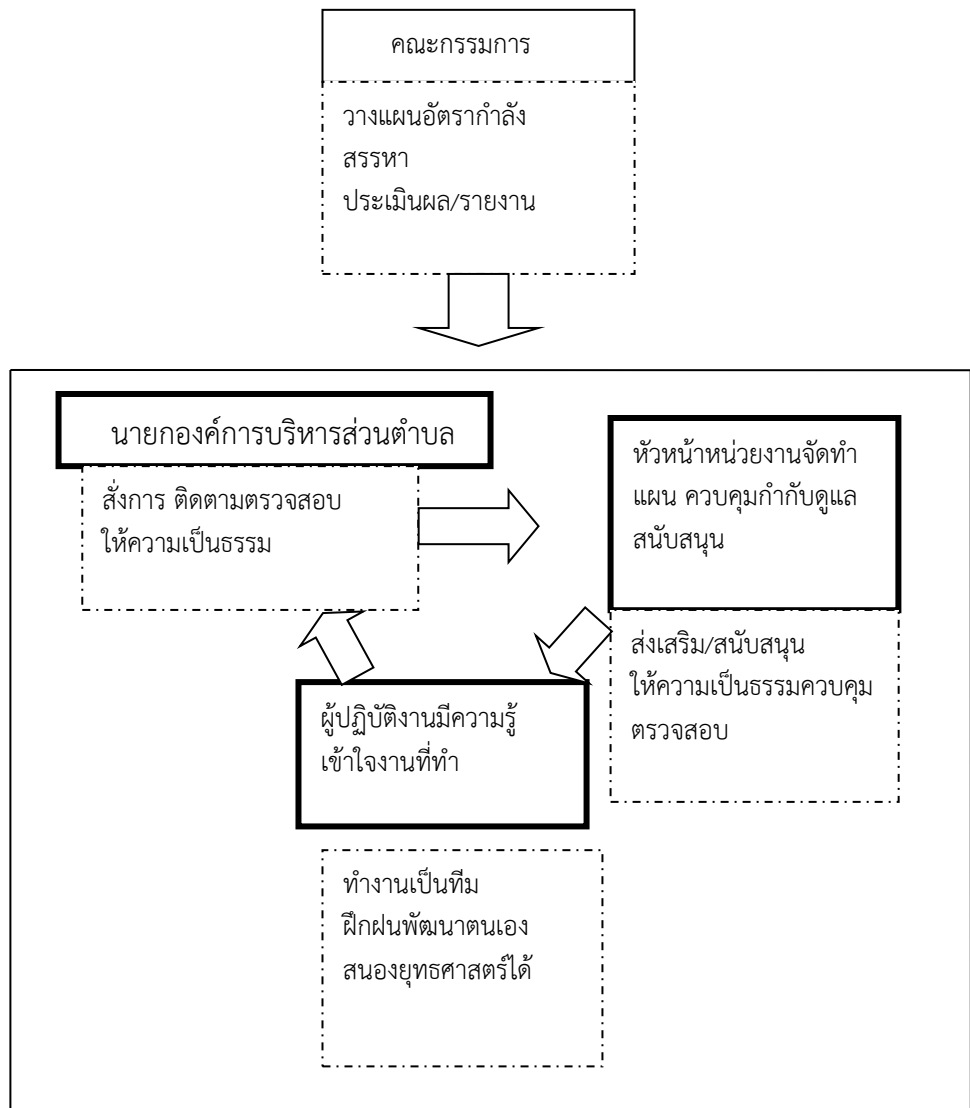 คณะกรรมการ
วางแผนอัตรากำลัง
สรรหา
ประเมินผล/รายงาน
นายกองค์การบริหารส่วนตำบล
สั่งการ ติดตามตรวจสอบ
ให้ความเป็นธรรม
หัวหน้าหน่วยงานจัดทำ
แผน ควบคุมกำกับดูแล
สนับสนุน
ส่งเสริม/สนับสนุน
ให้ความเป็นธรรมควบคุม
ตรวจสอบ
ผู้ปฏิบัติงานมีความรู้
เข้าใจงานที่ทำ
ทำงานเป็นทีม
ฝึกฝนพัฒนาตนเอง
สนองยุทธศาสตร์ได้